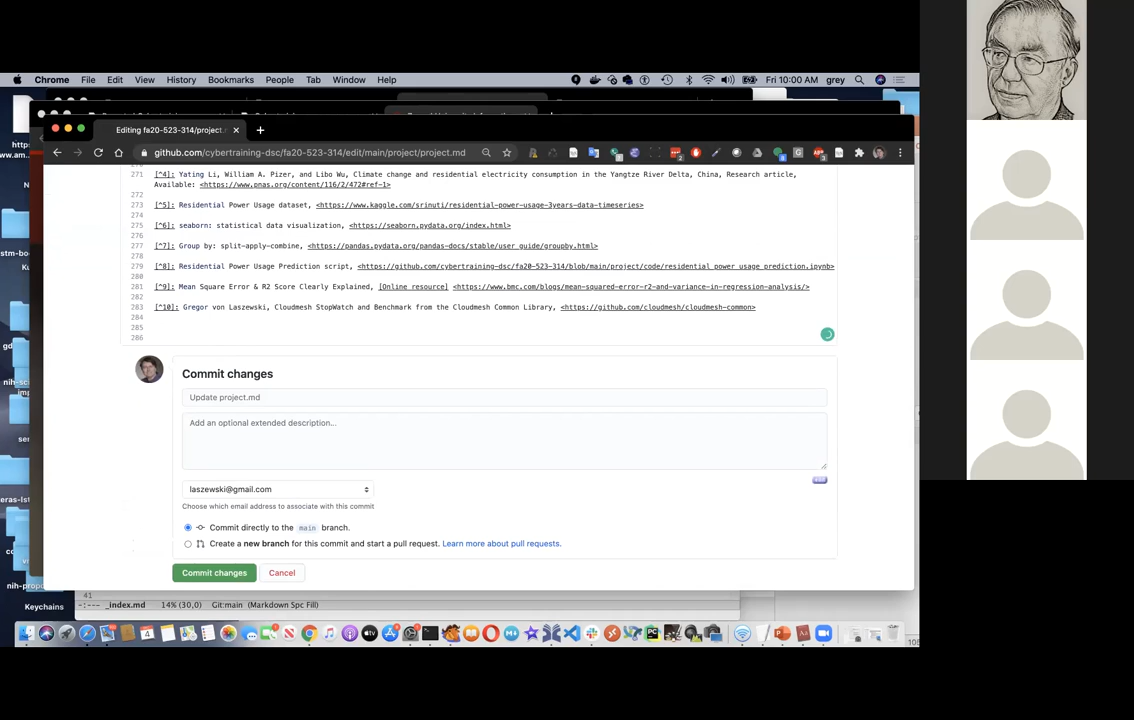 Chrome File Edit View History Bookmarks People Tab Window Help
Fri 10:00 AM grey
Editing fa20-523-314/project.
github.com/cybertraining-dsc/fa20-523-314/edit/main/project/project.md
271 [^4]: Yating Li, William A. Pizer, and Libo Wu, Climate change and residential electricity consumption in the Yangtze River Delta, China, Research article,
Available: <https://www.pnas.org/content/116/2/472#ref-1>
272
273 [^5]: Residential Power Usage dataset, <https://www.kaggle.com/srinuti/residential-power-usage-3years-data-timeseries>
274
275 [^6]: seaborn: statistical data visualization, <https://seaborn.pydata.org/index.html>
276
277 [^7]: Group by: split-apply-combine, <https://pandas.pydata.org/pandas-docs/stable/user_guide/groupby.html>
278
279 [^8]: Residential Power Usage Prediction script, <https://github.com/cybertraining-dsc/fa20-523-314/blob/main/project/code/residential_power_usage_prediction.ipynb>
280
281 [^9]: Mean Square Error & R2 Score Clearly Explained, [Online resource] <https://www.bmc.com/blogs/mean-squared-error-r2-and-variance-in-regression-analysis/>
282
283 [^10]: Gregor von Laszewski, Cloudmesh StopWatch and Benchmark from the Cloudmesh Common Library, <https://github.com/cloudmesh/cloudmesh-common>
284
285
286
Commit changes
Update project.md
Add an optional extended description...
laszewski@gmail.com
Choose which email address to associate with this commit
Commit directly to the main branch.
Create a new branch for this commit and start a pull request. Learn more about pull requests.
Commit changes Cancel
41
-:--- _index.md 14% (30,0) Git:main (Markdown Spc Fill)
Keychains